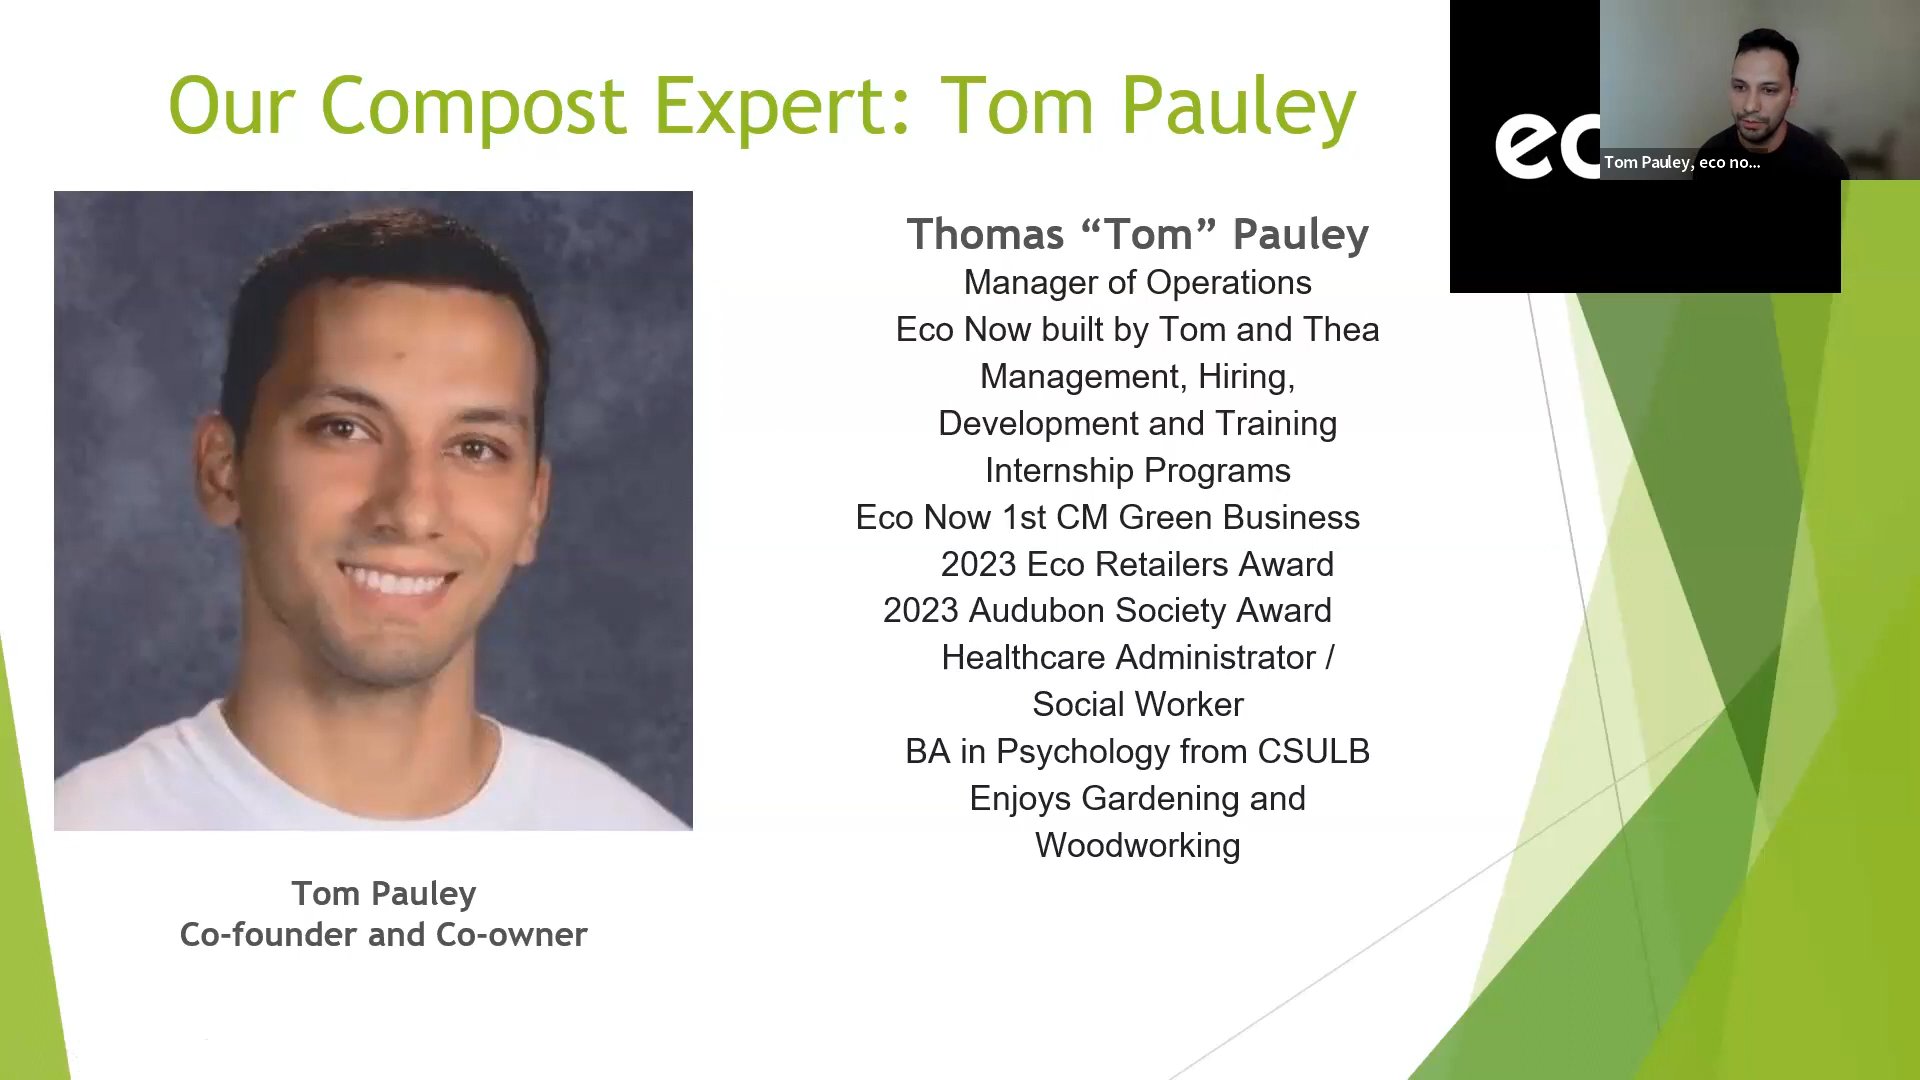 Our Compost Expert: Tom Pauley
ec
Tom Pauley, eco no...
Thomas “Tom” Pauley
Manager of Operations
Eco Now built by Tom and Thea
Management, Hiring,
Development and Training
Internship Programs
Eco Now 1st CM Green Business
2023 Eco Retailers Award
2023 Audubon Society Award
Healthcare Administrator /
Social Worker
BA in Psychology from CSULB
Enjoys Gardening and
Woodworking
Tom Pauley
Co-founder and Co-owner